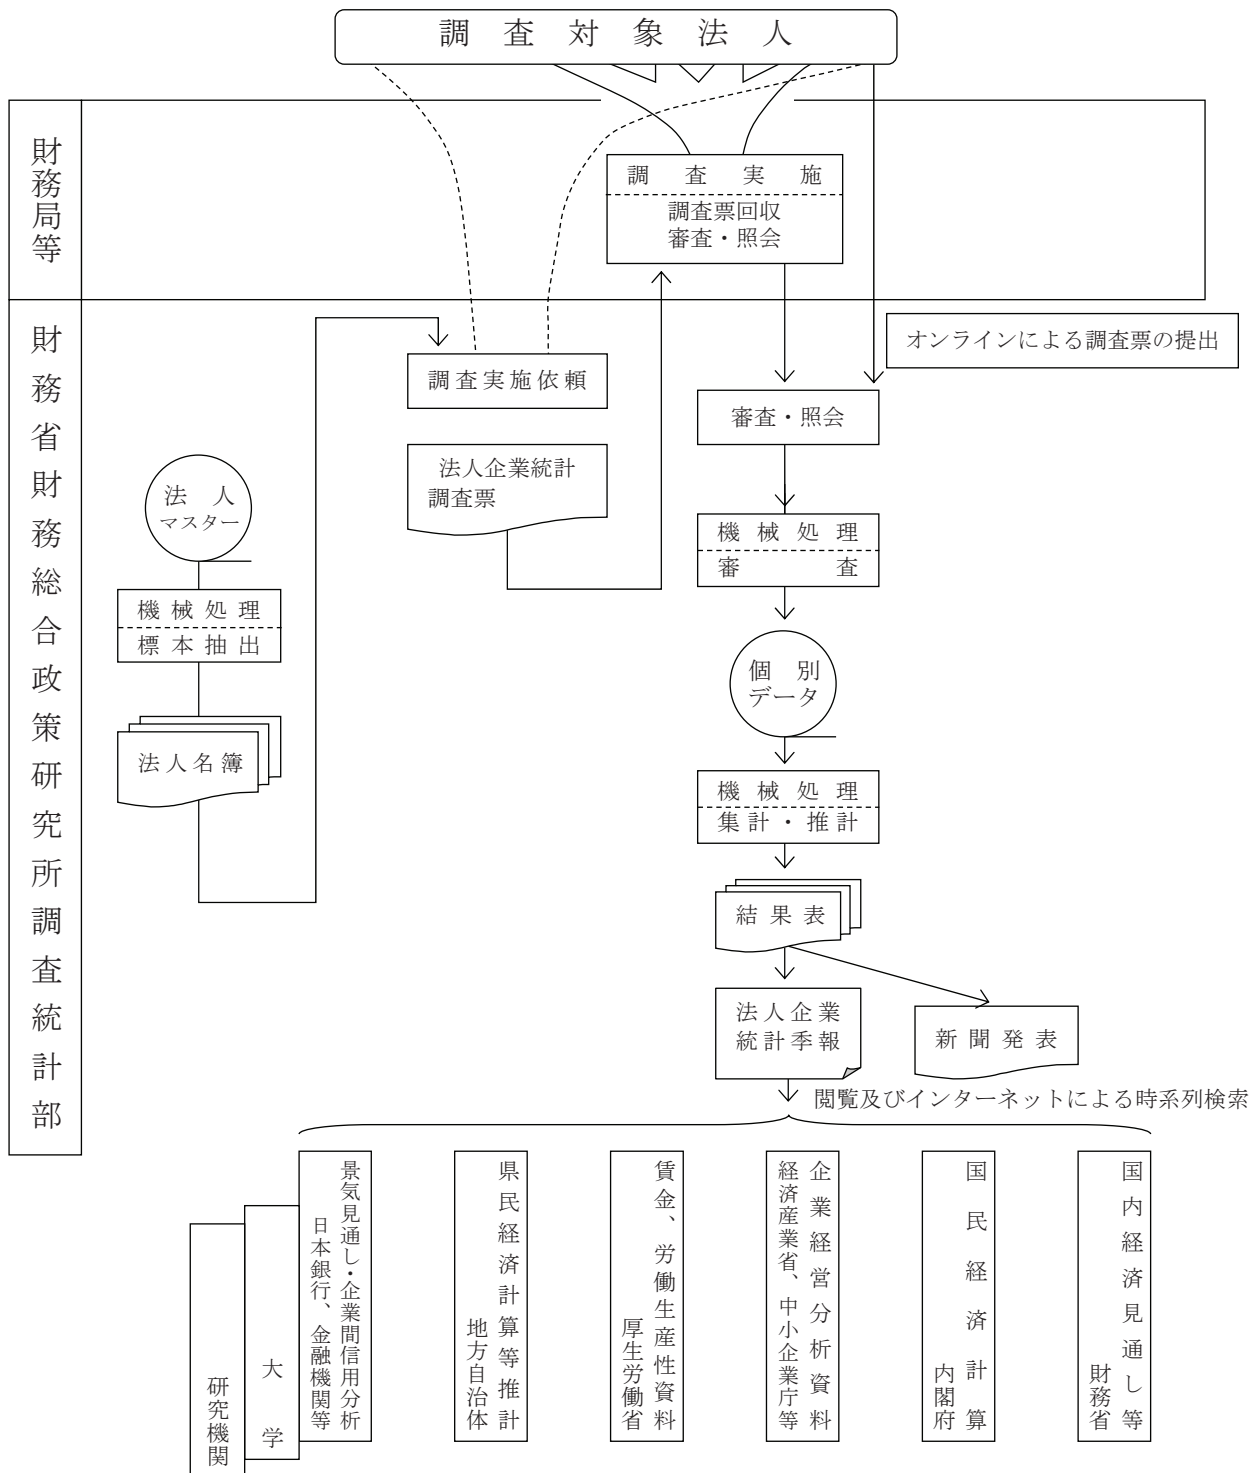 調査対象法人
財務局等
調査実施
調査票回収
審査・照会
財務省財務総合政策研究所調査統計部
オンラインによる調査票の提出
調査実施依頼
審査・照会
法人企業統計
調査票
法人
マスター
機械処理
審査
機械処理
標本抽出
個別
データ
法人名簿
機械処理
集計・推計
結果表
法人企業
統計季報
新聞発表
閲覧及びインターネットによる時系列検索
国内経済見通し等
財務省
国民経済計算
内閣府
企業経営分析資料
経済産業省、中小企業庁等
賃金、労働生産性資料
厚生労働省
県民経済計算等推計
地方自治体
景気見通し・企業間信用分析
日本銀行、金融機関等
大学
研究機関